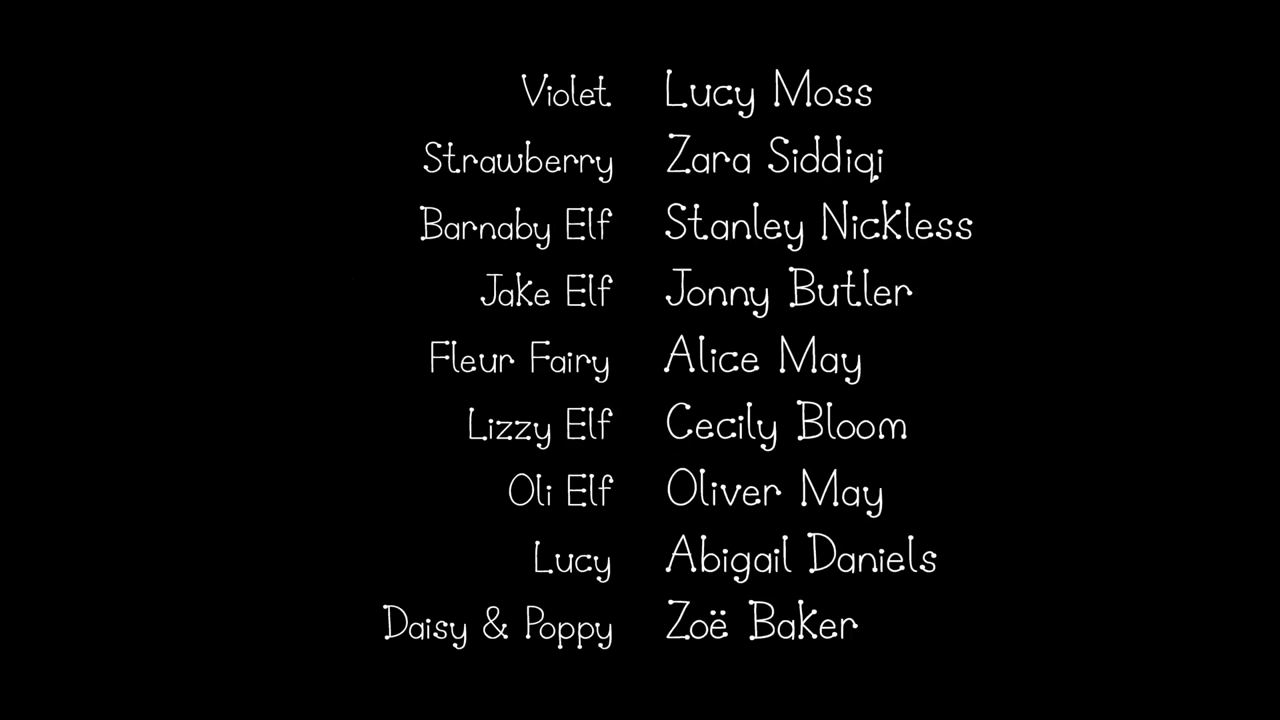 Violet Lucy Moss
Strawberry Zara Siddiqi
Barnaby Elf Stanley Nickless
Jake Elf Jonny Butler
Fleur Fairy Alice May
Lizzy Elf Cecily Bloom
Oli Elf Oliver May
Lucy Abigail Daniels
Daisy & Poppy Zoë Baker